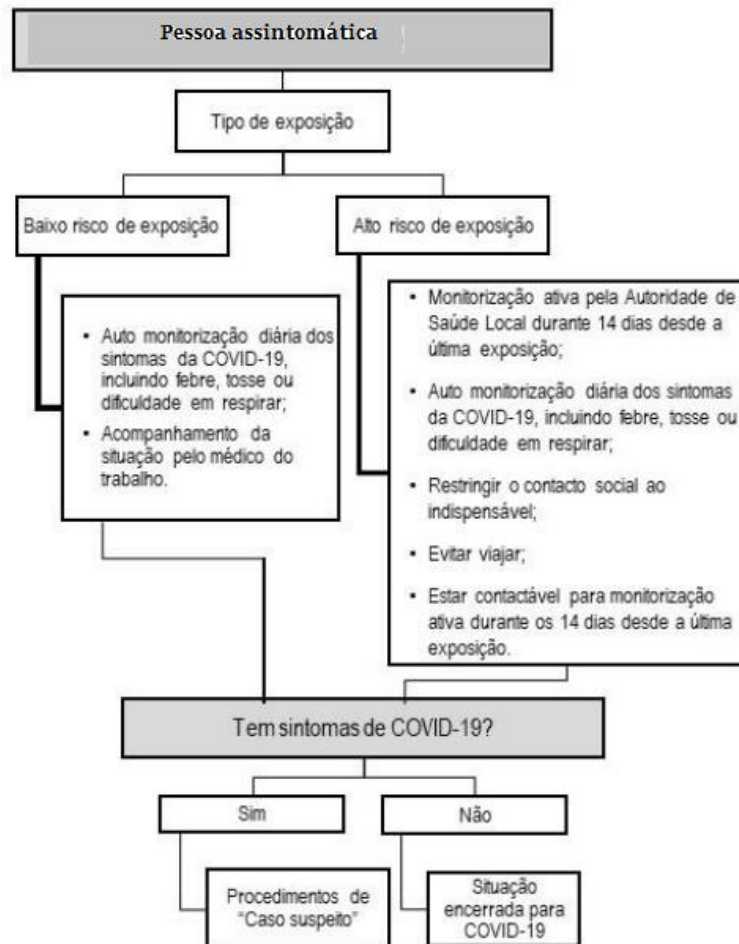 Pessoa assintomática
Tipo de exposição
Baixo risco de exposição
Alto risco de exposição
• Auto monitorização diária dos
sintomas da COVID-19,
incluindo febre, tosse ou
dificuldade em respirar;
• Acompanhamento da
situação pelo médico do
trabalho.
• Monitorização ativa pela Autoridade de
Saúde Local durante 14 dias desde a
última exposição;
• Auto monitorização diária dos sintomas
da COVID-19, incluindo febre, tosse ou
dificuldade em respirar;
• Restringir o contacto social ao
indispensável;
• Evitar viajar;
• Estar contactável para monitorização
ativa durante os 14 dias desde a última
exposição.
Tem sintomas de COVID-19?
Sim
Não
Procedimentos de
“Caso suspeito”
Situação
encerrada para
COVID-19